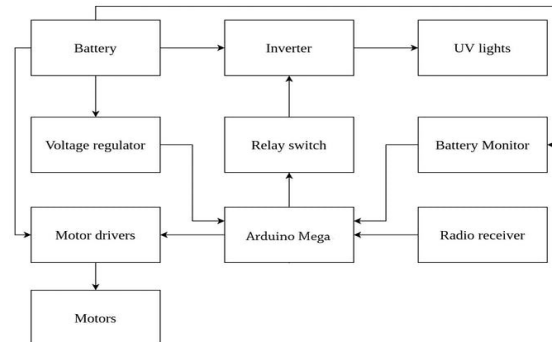 Battery
Inverter
UV lights
Voltage regulator
Relay switch
Battery Monitor
Motor drivers
Arduino Mega
Radio receiver
Motors